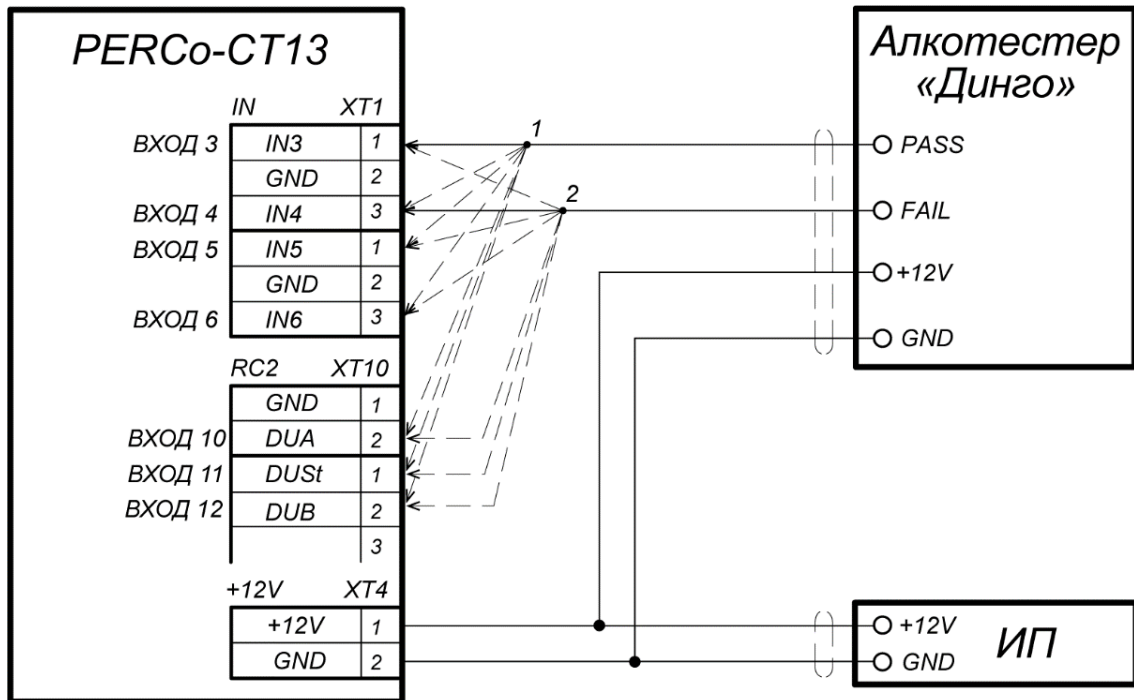 PERCo-CT13
IN XT1
ВХОД 3 IN3 1
GND 2
ВХОД 4 IN4 3
ВХОД 5 IN5 1
GND 2
ВХОД 6 IN6 3
RC2 XT10
GND 1
ВХОД 10 DUA 2
ВХОД 11 DUSt 1
ВХОД 12 DUB 2
3
+12V XT4
+12V 1
GND 2
1
2
Алкотестер
«Динго»
PASS
FAIL
+12V
GND
+12V
GND
ИП